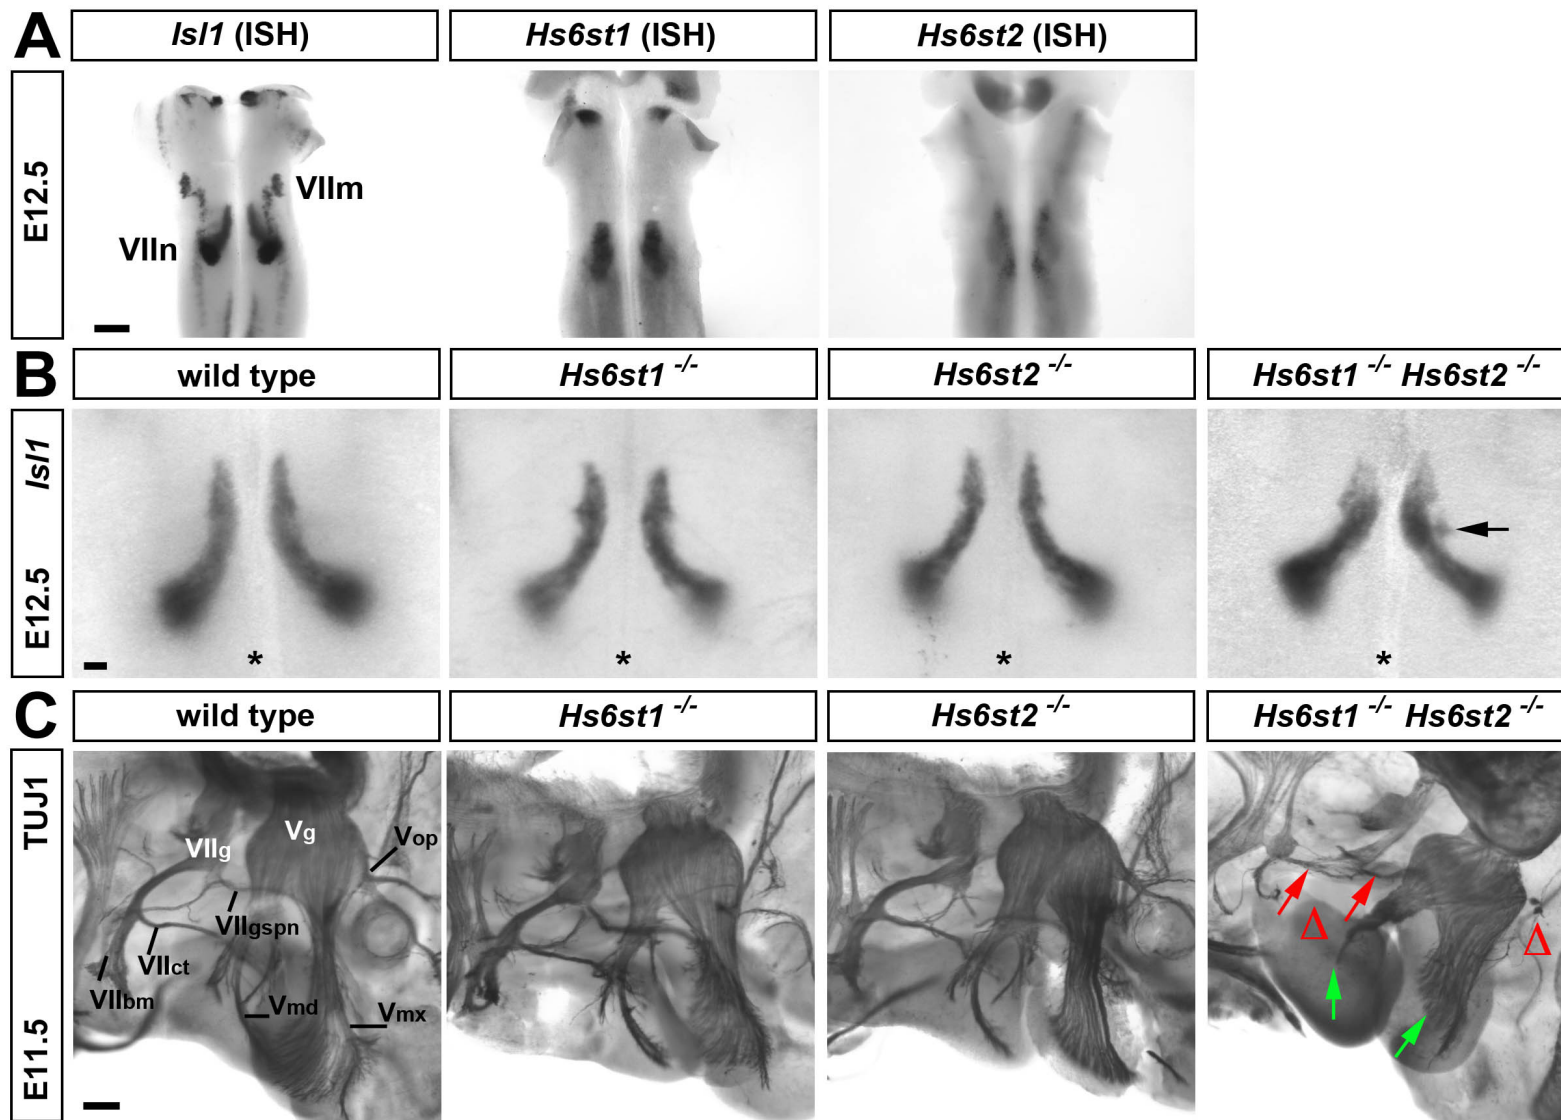 A
Isl1 (ISH)
Hs6st1 (ISH)
Hs6st2 (ISH)
E12.5
VIIm
VIIn
B
wild type
Hs6st1 -/-
Hs6st2 -/-
Hs6st1 -/- Hs6st2 -/-
E12.5 Isl1
*
*
*
*
C
wild type
Hs6st1 -/-
Hs6st2 -/-
Hs6st1 -/- Hs6st2 -/-
E11.5 TUJ1
VIIg
Vg
Vop
VIIgspn
VIIct
VIIbm
Vmd
Vmx
Δ
Δ